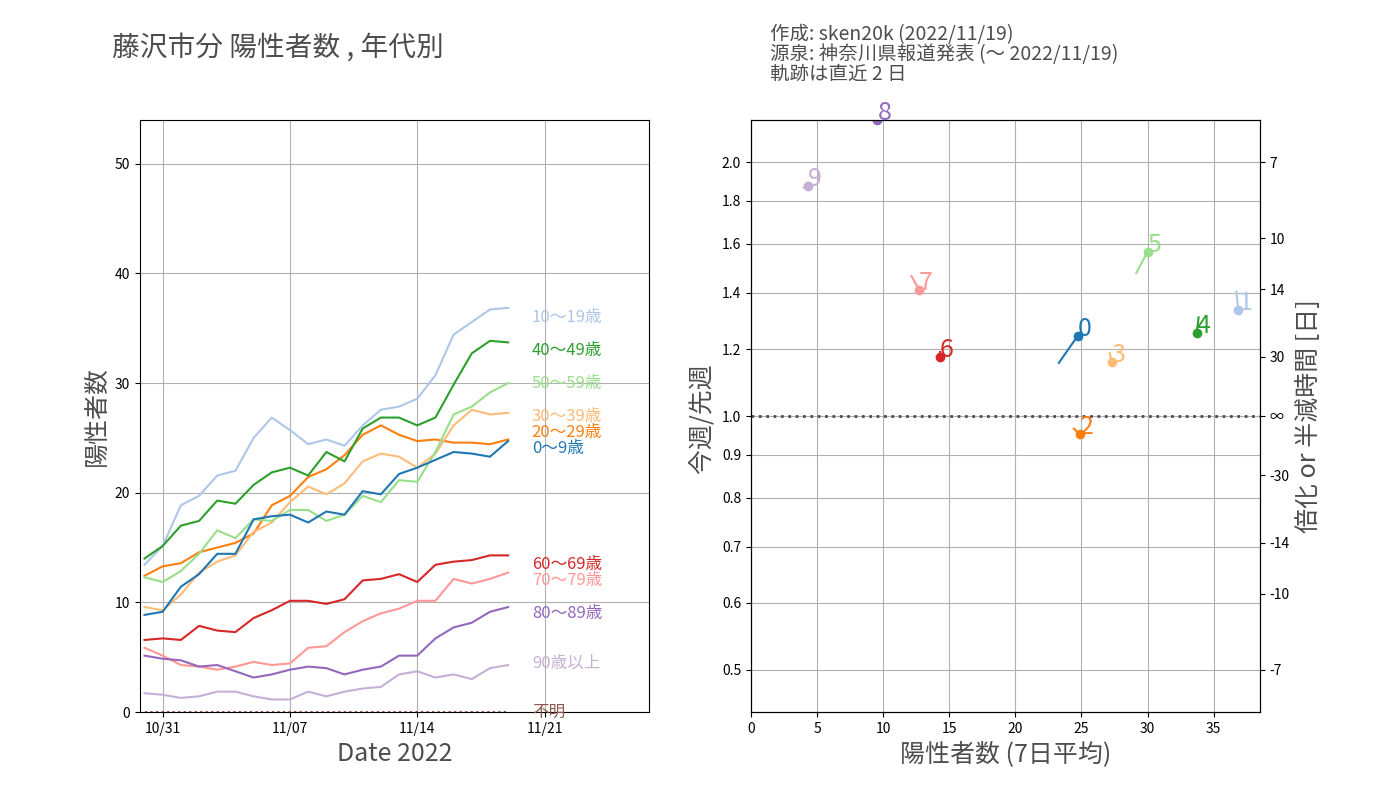 藤沢市分 陽性者数 , 年代別
作成: sken20k (2022/11/19)
源泉: 神奈川県報道発表 (〜 2022/11/19)
軌跡は直近 2 日
陽性者数
50
40
30
20
10
0
10/31
11/07
11/14
11/21
Date 2022
10〜19歳
40〜49歳
50〜59歳
30〜39歳
20〜29歳
0〜9歳
60〜69歳
70〜79歳
80〜89歳
90歳以上
不明
今週/先週
2.0
1.8
1.6
1.4
1.2
1.0
0.9
0.8
0.7
0.6
0.5
8
9
5
7
1
4
0
6
3
2
0
5
10
15
20
25
30
35
陽性者数 (7日平均)
7
10
14
30
∞
-30
-14
-10
-7
倍化 or 半減時間 [日]